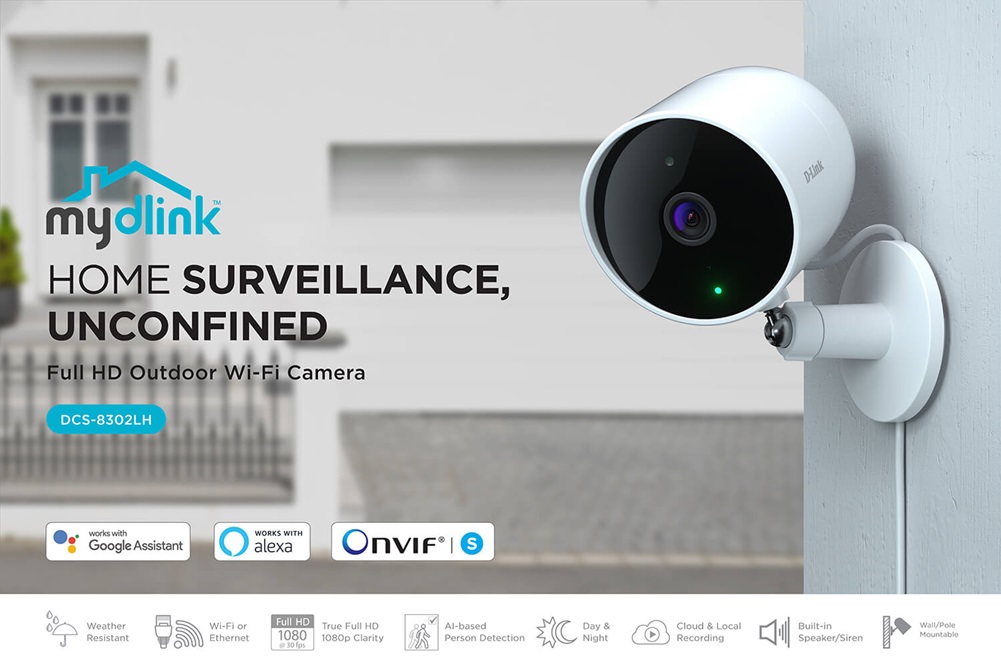 mydlink™
HOME SURVEILLANCE,
UNCONFINED
Full HD Outdoor Wi-Fi Camera
DCS-8302LH
D-Link
works with
Google Assistant
WORKS WITH
alexa
ONVIF® | S
Weather
Resistant
Wi-Fi or
Ethernet
Full HD
1080
@ 30 fps
True Full HD
1080p Clarity
AI-based
Person Detection
Day &
Night
Cloud & Local
Recording
Built-in
Speaker/Siren
Wall/Pole
Mountable